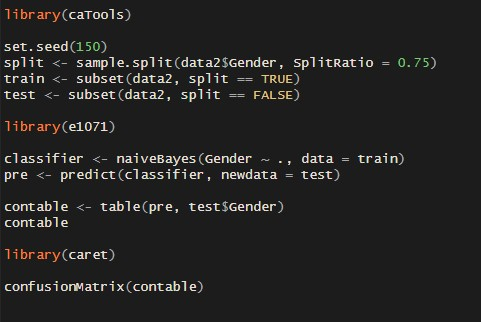 library(caTools)
set.seed(150)
split <- sample.split(data2$Gender, SplitRatio = 0.75)
train <- subset(data2, split == TRUE)
test <- subset(data2, split == FALSE)
library(e1071)
classifier <- naiveBayes(Gender ~ ., data = train)
pre <- predict(classifier, newdata = test)
contable <- table(pre, test$Gender)
contable
library(caret)
confusionMatrix(contable)